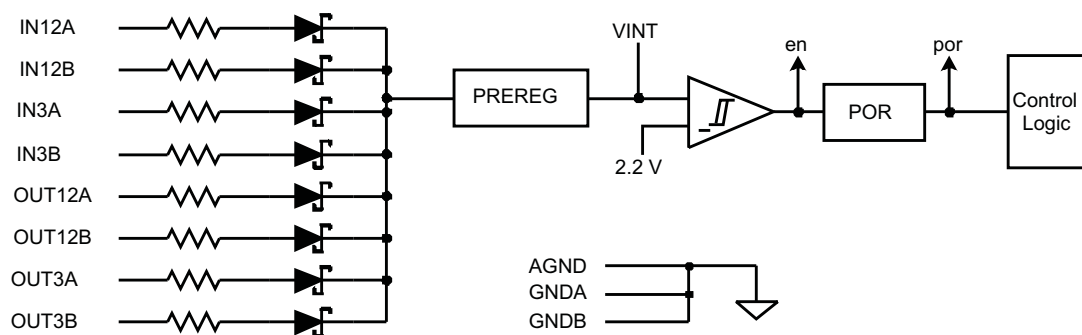 IN12A
IN12B
IN3A
IN3B
OUT12A
OUT12B
OUT3A
OUT3B
PREREG
VINT
2.2 V
en
POR
por
Control
Logic
AGND
GNDA
GNDB